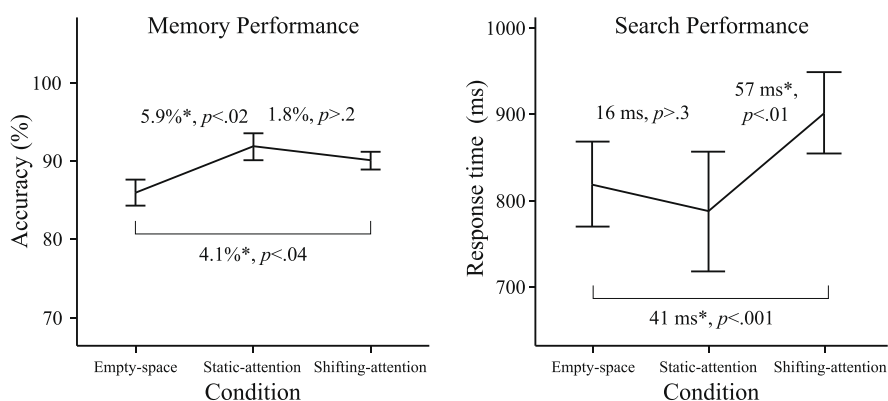 Memory Performance
Accuracy (%)
100
90
80
70
5.9%*, p<.02
1.8%, p>.2
4.1%*, p<.04
Empty-space
Static-attention
Shifting-attention
Condition
Search Performance
Response time (ms)
1000
900
800
700
16 ms, p>.3
57 ms*,
p<.01
41 ms*, p<.001
Empty-space
Static-attention
Shifting-attention
Condition